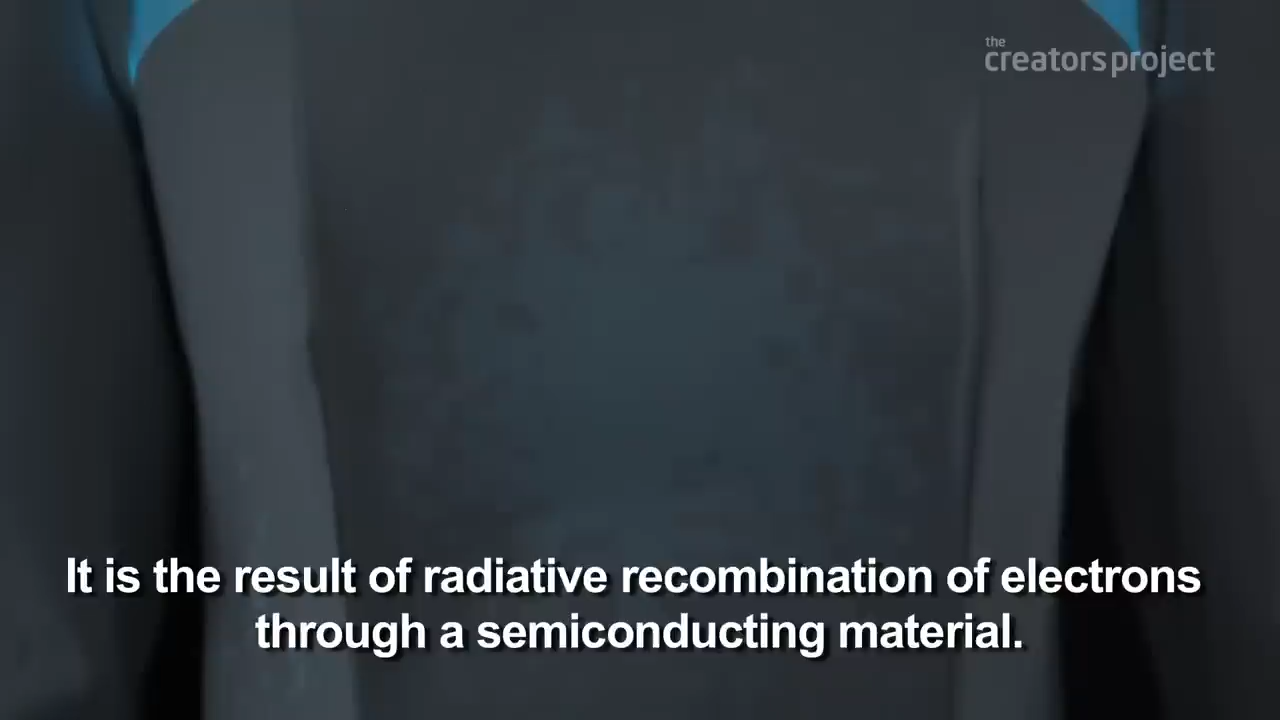 the
creatorsproject
It is the result of radiative recombination of electrons
through a semiconducting material.